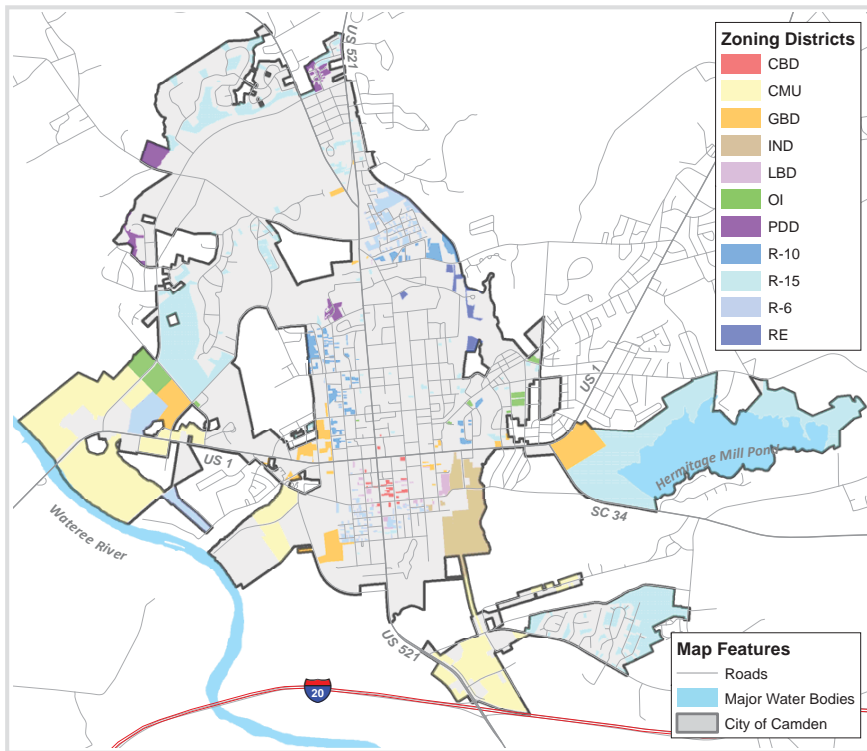 US 521
Zoning Districts
CBD
CMU
GBD
IND
LBD
OI
PDD
R-10
R-15
R-6
RE
US 1
US 1
Hermitage Mill Pond
SC 34
Wateree River
US 521
20
Map Features
Roads
Major Water Bodies
City of Camden